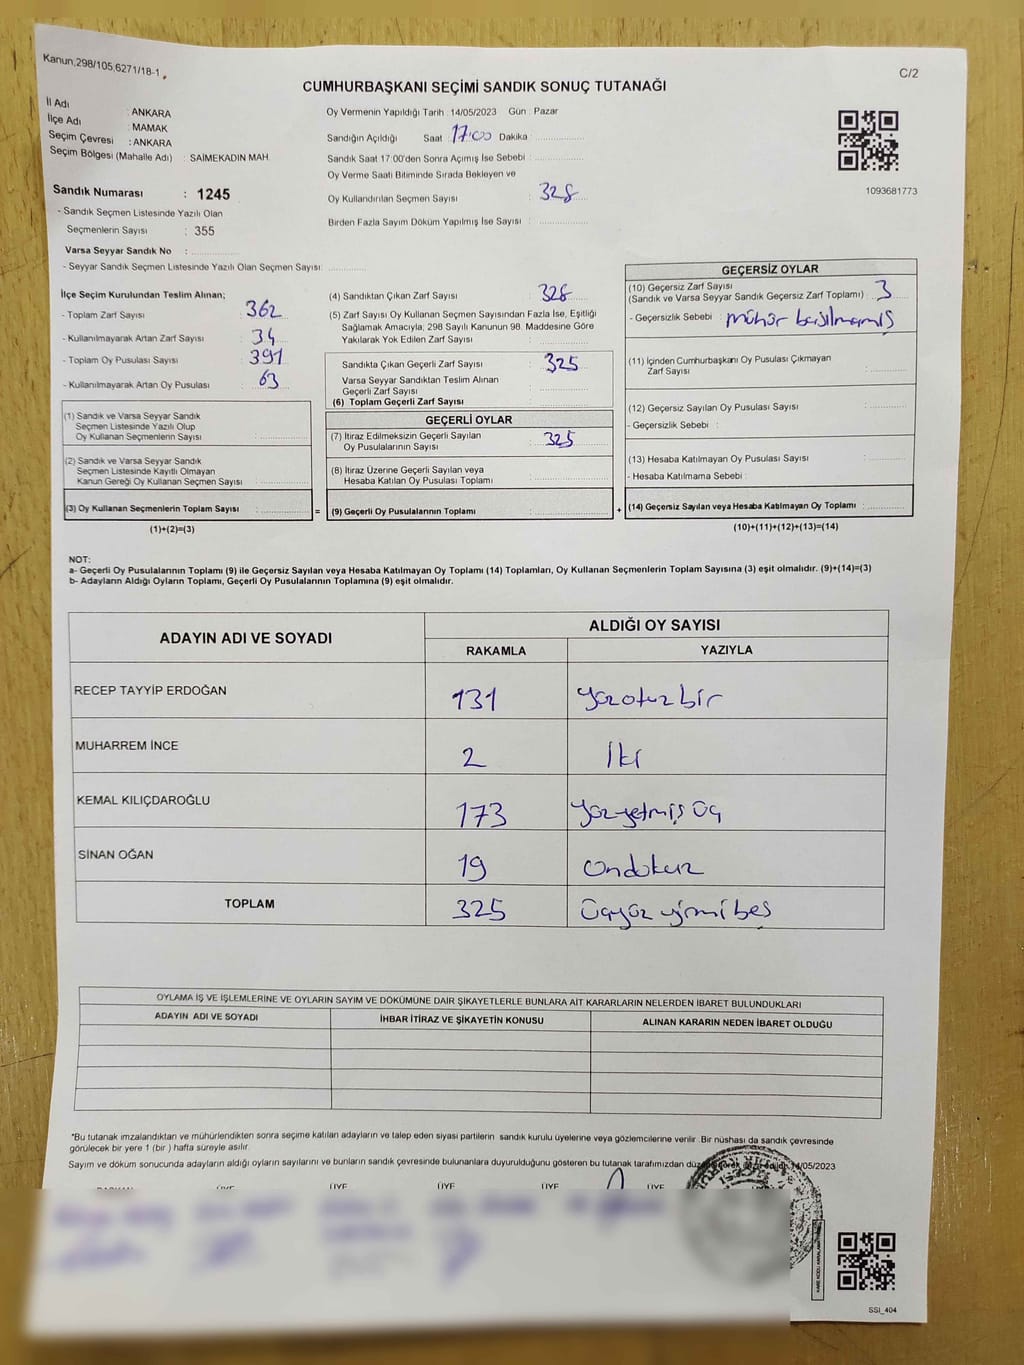 Kanun,298/105,6271/18-1
C/2
CUMHURBAŞKANI SEÇİMİ SANDIK SONUÇ TUTANAĞI
İl Adı : ANKARA
İlçe Adı : MAMAK
Seçim Çevresi : ANKARA
Seçim Bölgesi (Mahalle Adı) : SAİMEKADIN MAH.
Sandık Numarası : 1245
- Sandık Seçmen Listesinde Yazılı Olan
Seçmenlerin Sayısı : 355
Varsa Seyyar Sandık No :
- Seyyar Sandık Seçmen Listesinde Yazılı Olan Seçmen Sayısı:
Oy Vermenin Yapıldığı Tarih :14/05/2023 Gün : Pazar
Sandığın Açıldığı Saat 17:00 Dakika
Sandık Saat 17:00'den Sonra Açımış İse Sebebi :
Oy Verme Saati Bitiminde Sırada Bekleyen ve
Oy Kullandırılan Seçmen Sayısı : 328
Birden Fazla Sayım Döküm Yapılmış İse Sayısı :
1093681773
İlçe Seçim Kurulundan Teslim Alınan;
- Toplam Zarf Sayısı : 362
- Kullanılmayarak Artan Zarf Sayısı : 34
- Toplam Oy Pusulası Sayısı : 391
- Kullanılmayarak Artan Oy Pusulası : 63
(1) Sandık ve Varsa Seyyar Sandık
Seçmen Listesinde Yazılı Olup
Oy Kullanan Seçmenlerin Sayısı :
(2) Sandık ve Varsa Seyyar Sandık
Seçmen Listesinde Kayıtlı Olmayan
Kanun Gereği Oy Kullanan Seçmen Sayısı :
(3) Oy Kullanan Seçmenlerin Toplam Sayısı :
(1)+(2)=(3)
(4) Sandıktan Çıkan Zarf Sayısı : 328
(5) Zarf Sayısı Oy Kullanan Seçmen Sayısından Fazla İse, Eşitliği
Sağlamak Amacıyla, 298 Sayılı Kanunun 98. Maddesine Göre
Yakılarak Yok Edilen Zarf Sayısı :
Sandıkta Çıkan Geçerli Zarf Sayısı : 325
Varsa Seyyar Sandıktan Teslim Alınan
Geçerli Zarf Sayısı :
(6) Toplam Geçerli Zarf Sayısı :
GEÇERLİ OYLAR
(7) İtiraz Edilmeksizin Geçerli Sayılan
Oy Pusulalarının Sayısı : 325
(8) İtiraz Üzerine Geçerli Sayılan veya
Hesaba Katılan Oy Pusulası Toplamı :
= (9) Geçerli Oy Pusulalarının Toplamı :
GEÇERSİZ OYLAR
(10) Geçersiz Zarf Sayısı
(Sandık ve Varsa Seyyar Sandık Geçersiz Zarf Toplamı) : 3
- Geçersizlik Sebebi : mühür basılmamış
(11) İçinden Cumhurbaşkanı Oy Pusulası Çıkmayan
Zarf Sayısı :
(12) Geçersiz Sayılan Oy Pusulası Sayısı :
- Geçersizlik Sebebi :
(13) Hesaba Katılmayan Oy Pusulası Sayısı :
- Hesaba Katılmama Sebebi :
+ (14) Geçersiz Sayılan veya Hesaba Katılmayan Oy Toplamı :
(10)+(11)+(12)+(13)=(14)
NOT:
a- Geçerli Oy Pusulalarının Toplamı (9) ile Geçersiz Sayılan veya Hesaba Katılmayan Oy Toplamı (14) Toplamları, Oy Kullanan Seçmenlerin Toplam Sayısına (3) eşit olmalıdır. (9)+(14)=(3)
b- Adayların Aldığı Oyların Toplamı, Geçerli Oy Pusulalarının Toplamına (9) eşit olmalıdır.
ADAYIN ADI VE SOYADI
ALDIĞI OY SAYISI
RAKAMLA YAZIYLA
RECEP TAYYİP ERDOĞAN 131 yüzotuzbir
MUHARREM İNCE 2 İki
KEMAL KILIÇDAROĞLU 173 yüzyetmiş üç
SİNAN OĞAN 19 ondokuz
TOPLAM 325 üçyüz yirmibeş
OYLAMA İŞ VE İŞLEMLERİNE VE OYLARIN SAYIM VE DÖKÜMÜNE DAİR ŞİKAYETLERLE BUNLARA AİT KARARLARIN NELERDEN İBARET BULUNDUKLARI
ADAYIN ADI VE SOYADI İHBAR İTİRAZ VE ŞİKAYETİN KONUSU ALINAN KARARIN NEDEN İBARET OLDUĞU
*Bu tutanak imzalandıktan ve mühürlendikten sonra seçime katılan adayların ve talep eden siyasi partilerin sandık kurulu üyelerine veya gözlemcilerine verilir. Bir nüshası da sandık çevresinde
görülecek bir yere 1 (bir) hafta süreyle asılır.
Sayım ve döküm sonucunda adayların aldığı oyların sayılarını ve bunların sandık çevresinde bulunanlara duyurulduğunu gösteren bu tutanak tarafımızdan 14/05/2023
BAŞKAN ÜYE ÜYE ÜYE ÜYE ÜYE
SSI_404